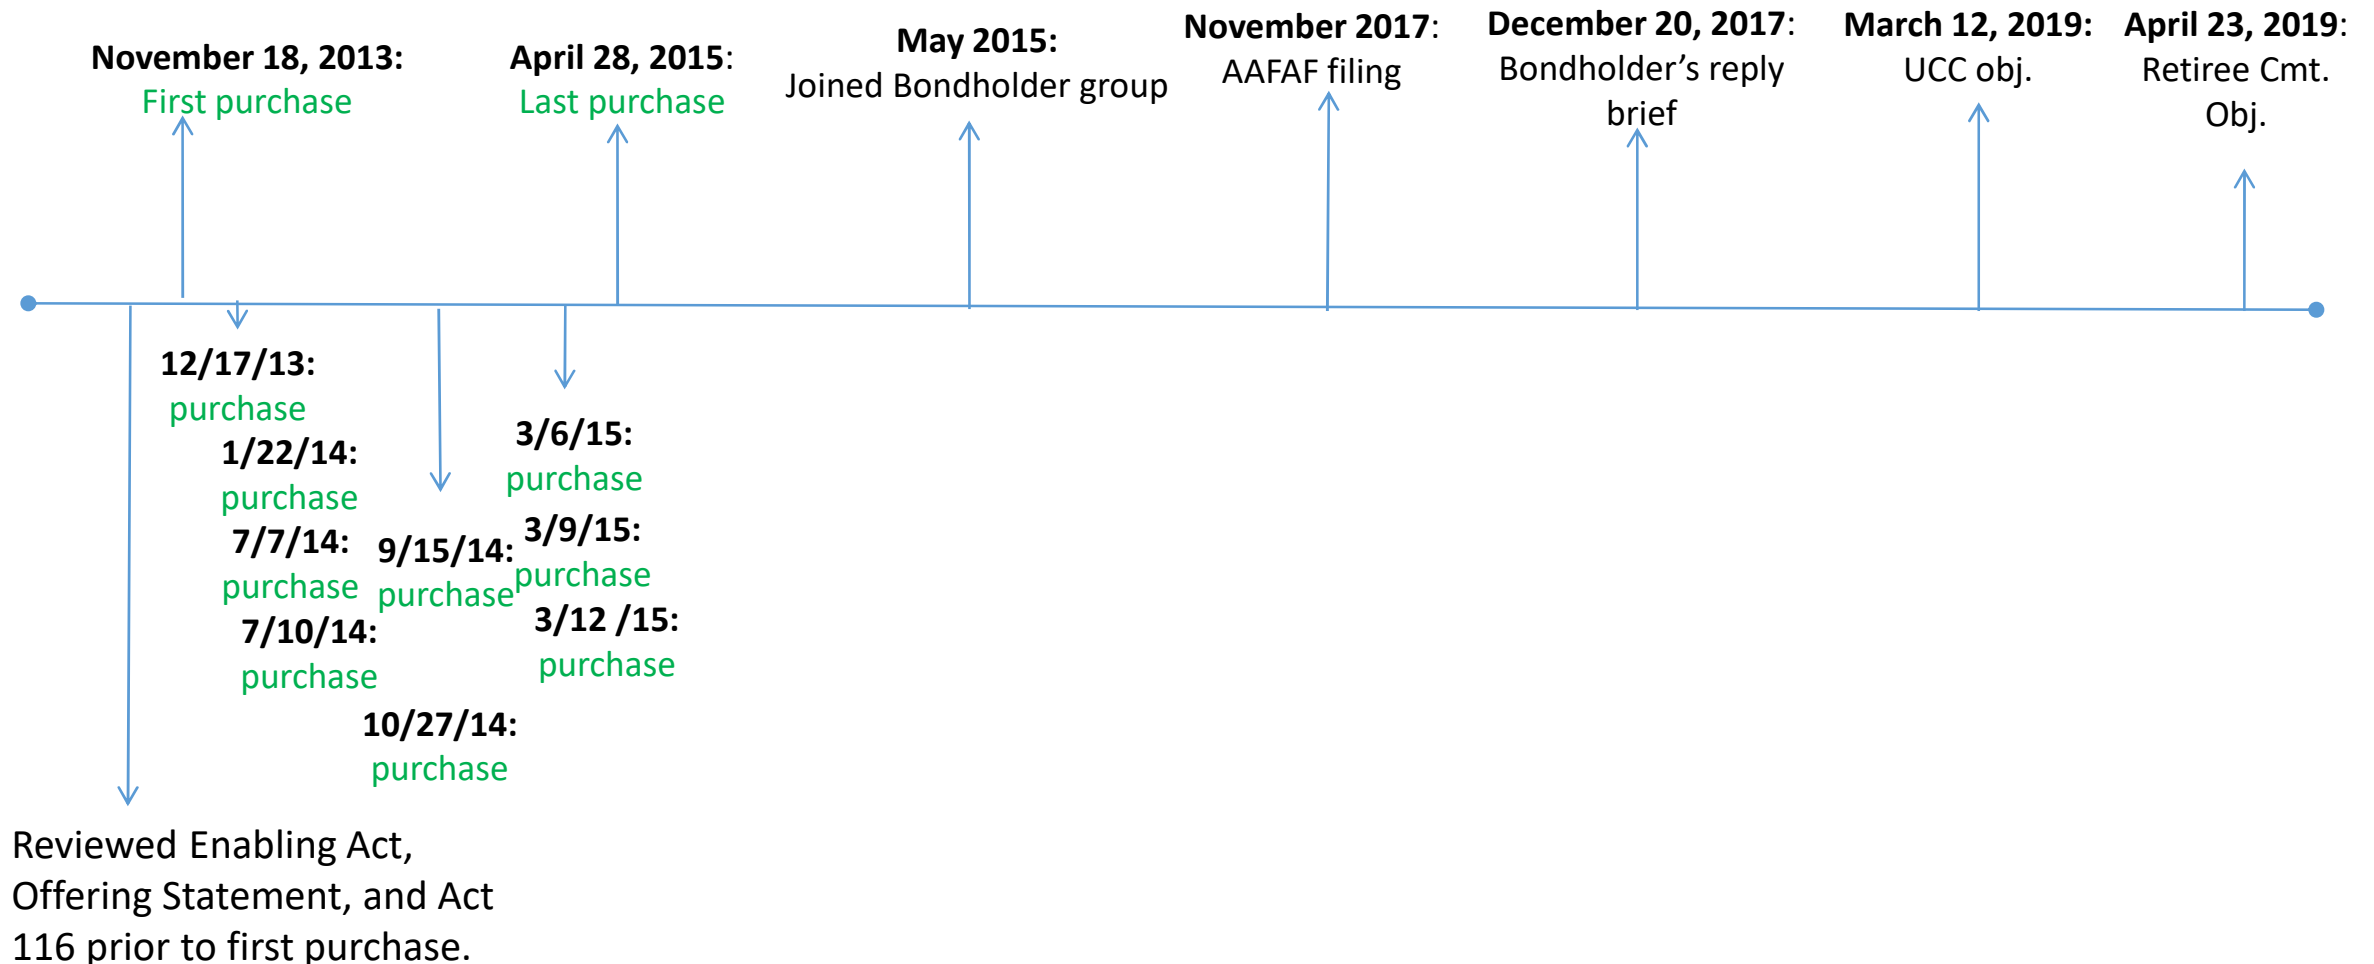 November 18, 2013:
First purchase
April 28, 2015:
Last purchase
May 2015:
Joined Bondholder group
November 2017:
AAFAF filing
December 20, 2017:
Bondholder’s reply
brief
March 12, 2019:
UCC obj.
April 23, 2019:
Retiree Cmt.
Obj.
12/17/13:
purchase
1/22/14:
purchase
7/7/14:
purchase
7/10/14:
purchase
9/15/14:
purchase
10/27/14:
purchase
3/6/15:
purchase
3/9/15:
purchase
3/12 /15:
purchase
Reviewed Enabling Act,
Offering Statement, and Act
116 prior to first purchase.